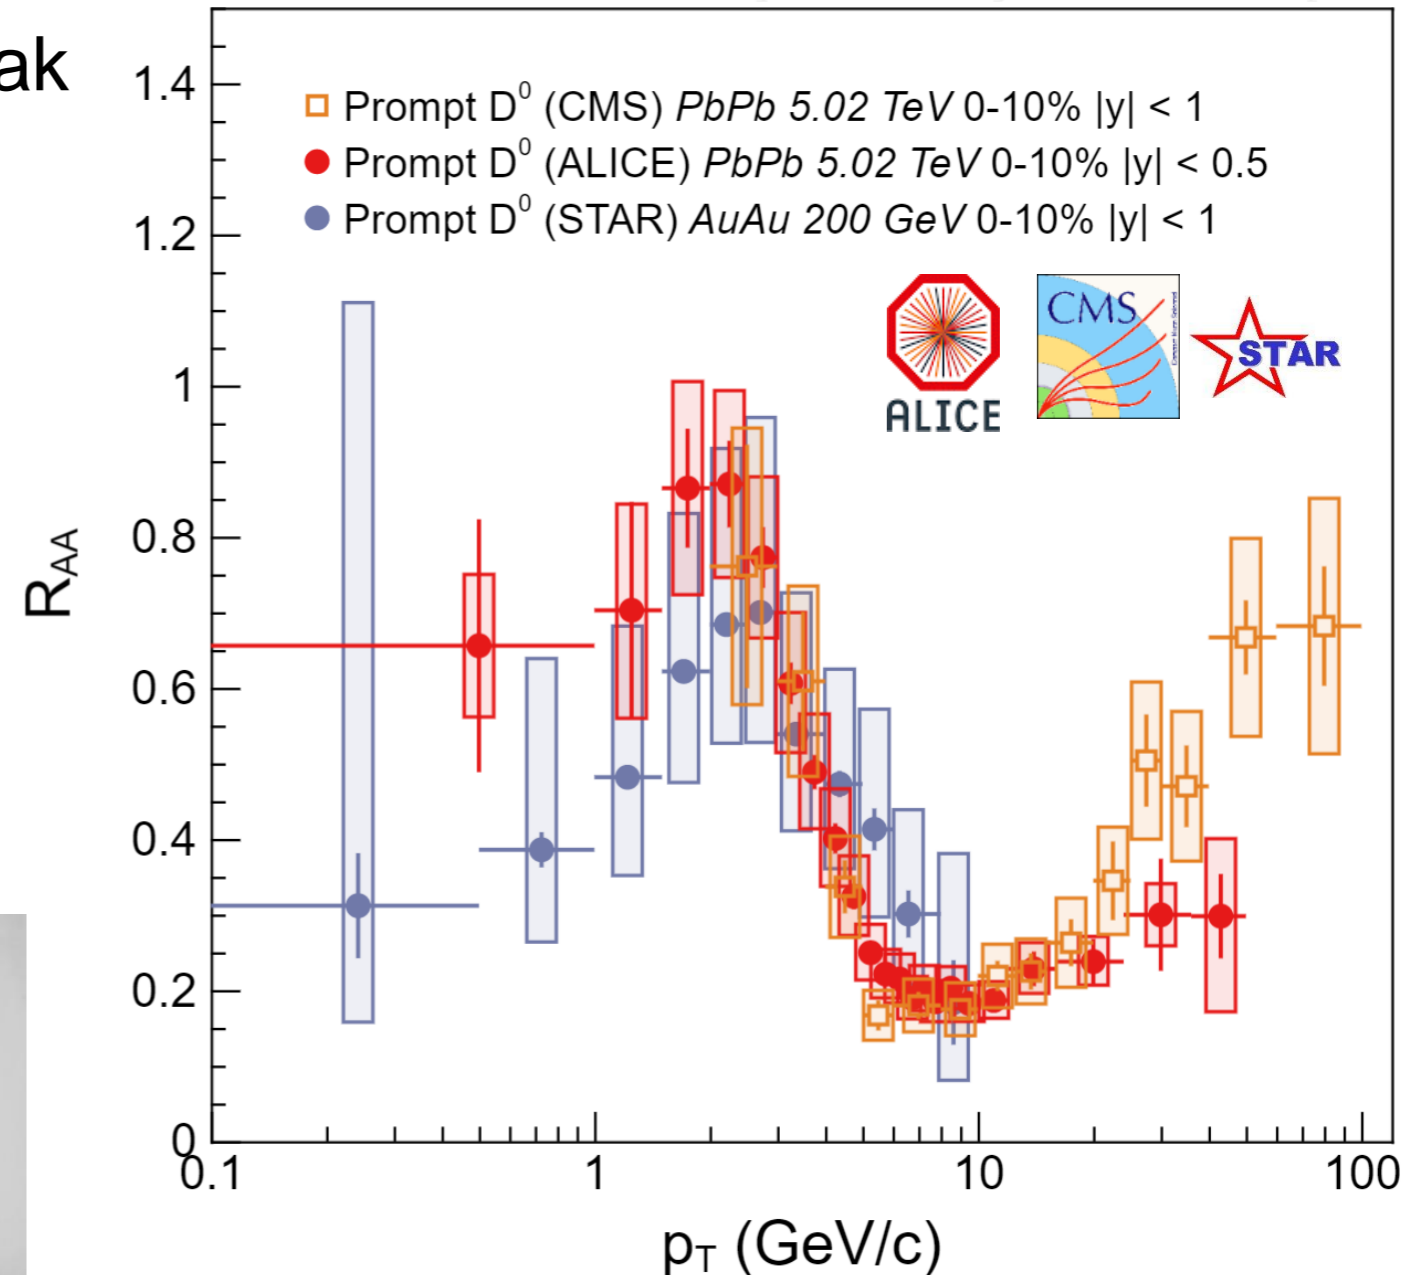 ak
1.4
Prompt D⁰ (CMS) PbPb 5.02 TeV 0-10% |y| < 1
Prompt D⁰ (ALICE) PbPb 5.02 TeV 0-10% |y| < 0.5
Prompt D⁰ (STAR) AuAu 200 GeV 0-10% |y| < 1
1.2
CMS
STAR
ALICE
1
0.8
R_AA
0.6
0.4
0.2
0
0.1 1 10 100
p_T (GeV/c)